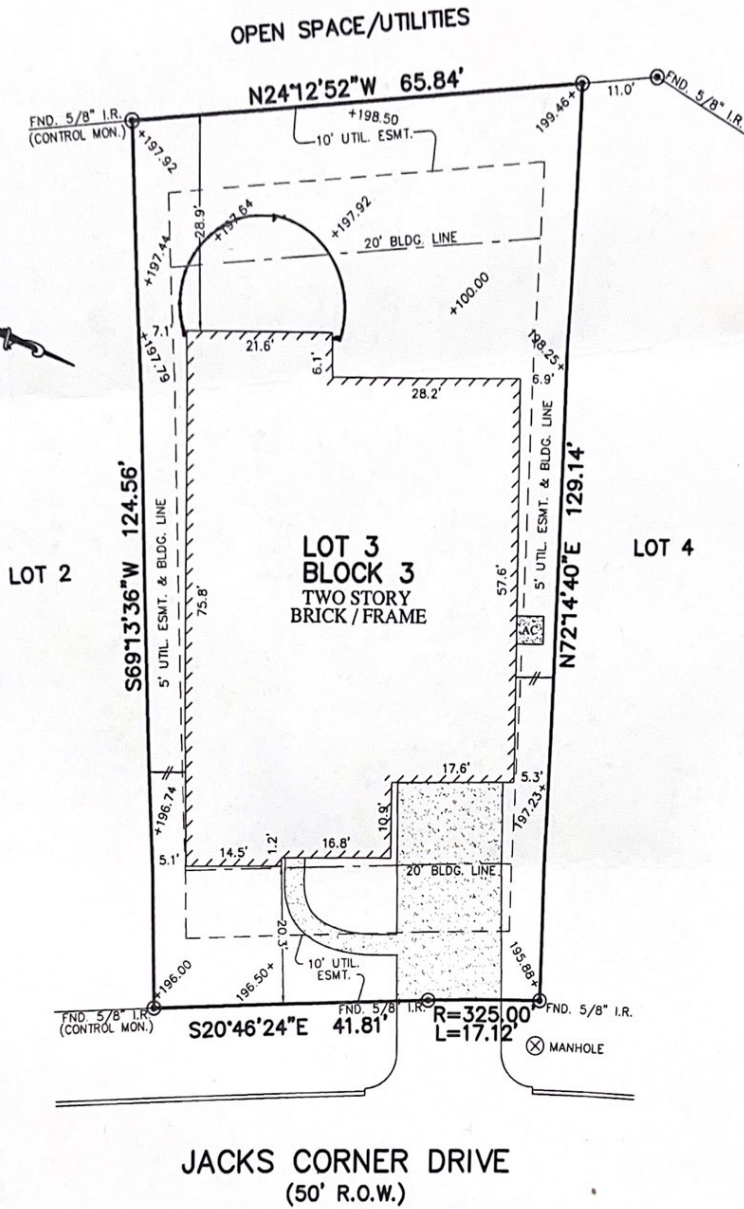 OPEN SPACE/UTILITIES
N24°12'52"W 65.84'
11.0'
FND. 5/8" I.R.
FND. 5/8" I.R.
(CONTROL MON.)
199.46+
+198.50
10' UTIL. ESMT.
+197.92
28.9'
+197.64
+197.92
+197.44
20' BLDG. LINE
+100.00
7.1'
+197.79
21.6'
6.1'
198.25+
28.2'
6.9'
5' UTIL. ESMT. & BLDG. LINE
N72°14'40"E 129.14'
S69°13'36"W 124.56'
5' UTIL. ESMT. & BLDG. LINE
LOT 2
LOT 3
BLOCK 3
TWO STORY
BRICK / FRAME
LOT 4
75.8'
57.6'
AC
17.6'
5.3'
197.23+
+196.74
10.9'
5.1'
14.5'
1.2'
16.8'
20' BLDG. LINE
20.3'
10' UTIL.
ESMT.
+196.00
196.50+
195.88+
FND. 5/8" I.R.
(CONTROL MON.)
FND. 5/8" I.R.
FND. 5/8" I.R.
S20°46'24"E 41.81'
R=325.00'
L=17.12'
MANHOLE
JACKS CORNER DRIVE
(50' R.O.W.)